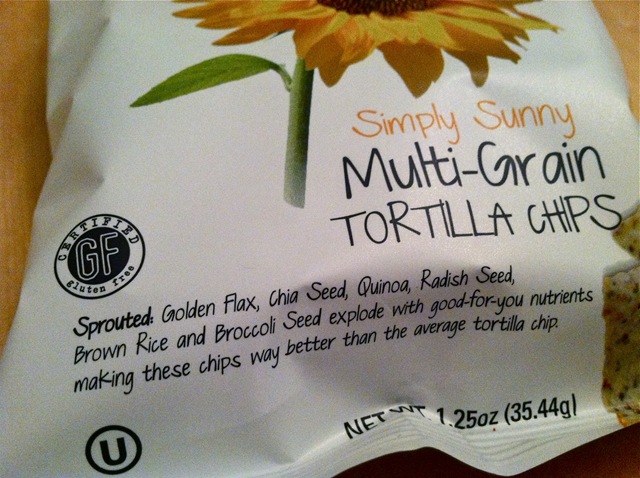 Simply Sunny
Multi-Grain
TORTILLA CHIPS
CERTIFIED
GF
gluten free
Sprouted: Golden Flax, Chia Seed, Quinoa, Radish Seed,
Brown Rice and Broccoli Seed explode with good-for-you nutrients
making these chips way better than the average tortilla chip.
U
NET WT. 1.25oz (35.44g)